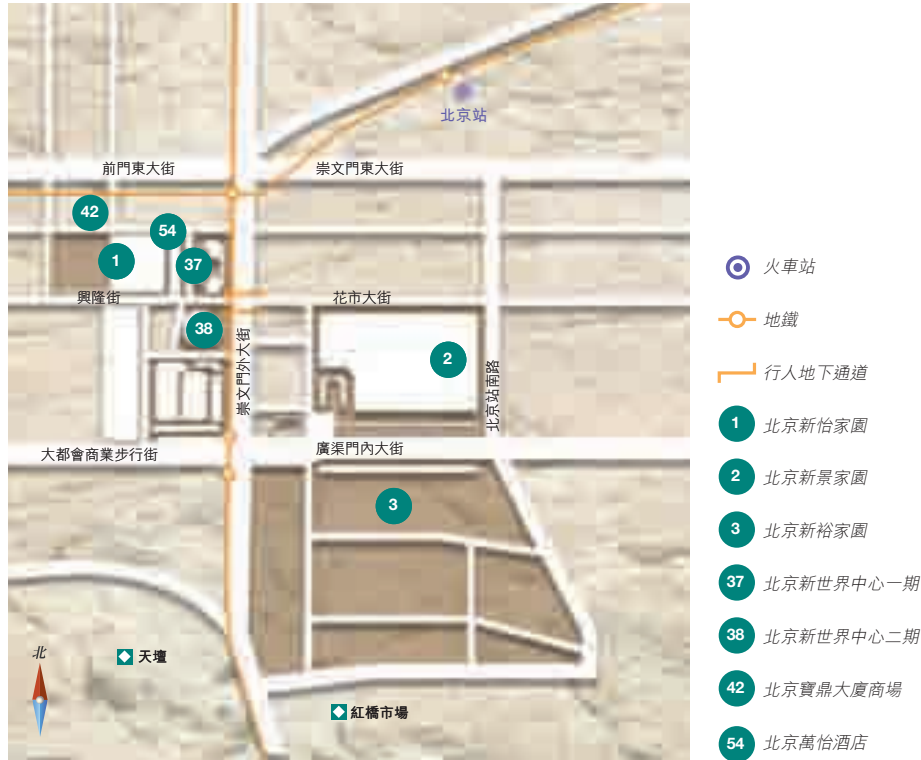 北京站
前門東大街
崇文門東大街
42
54
1
37
興隆街
花市大街
38
崇文門外大街
2
北京站南路
大都會商業步行街
廣渠門內大街
3
北
天壇
紅橋市場
火車站
地鐵
行人地下通道
1 北京新怡家園
2 北京新景家園
3 北京新裕家園
37 北京新世界中心一期
38 北京新世界中心二期
42 北京寶鼎大廈商場
54 北京萬怡酒店